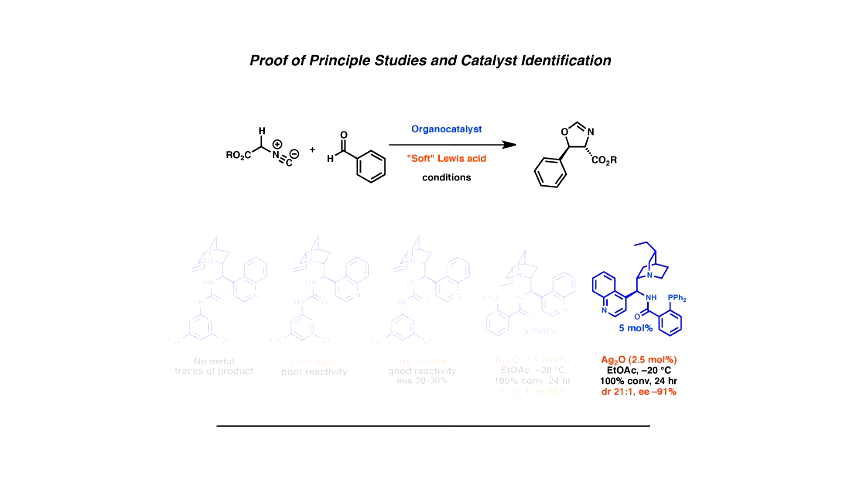 Proof of Principle Studies and Catalyst Identification
H
RO₂C
N
C
+
O
H
Organocatalyst
"Soft" Lewis acid
conditions
O
N
CO₂R
N
N
NH
PPh₂
O
5 mol%
5 mol%
No metal
traces of product
poor reactivity
good reactivity
ees 20-30%
EtOAc, –20 °C
100% conv, 24 hr
Ag₂O (2.5 mol%)
EtOAc, –20 °C
100% conv, 24 hr
dr 21:1, ee –91%